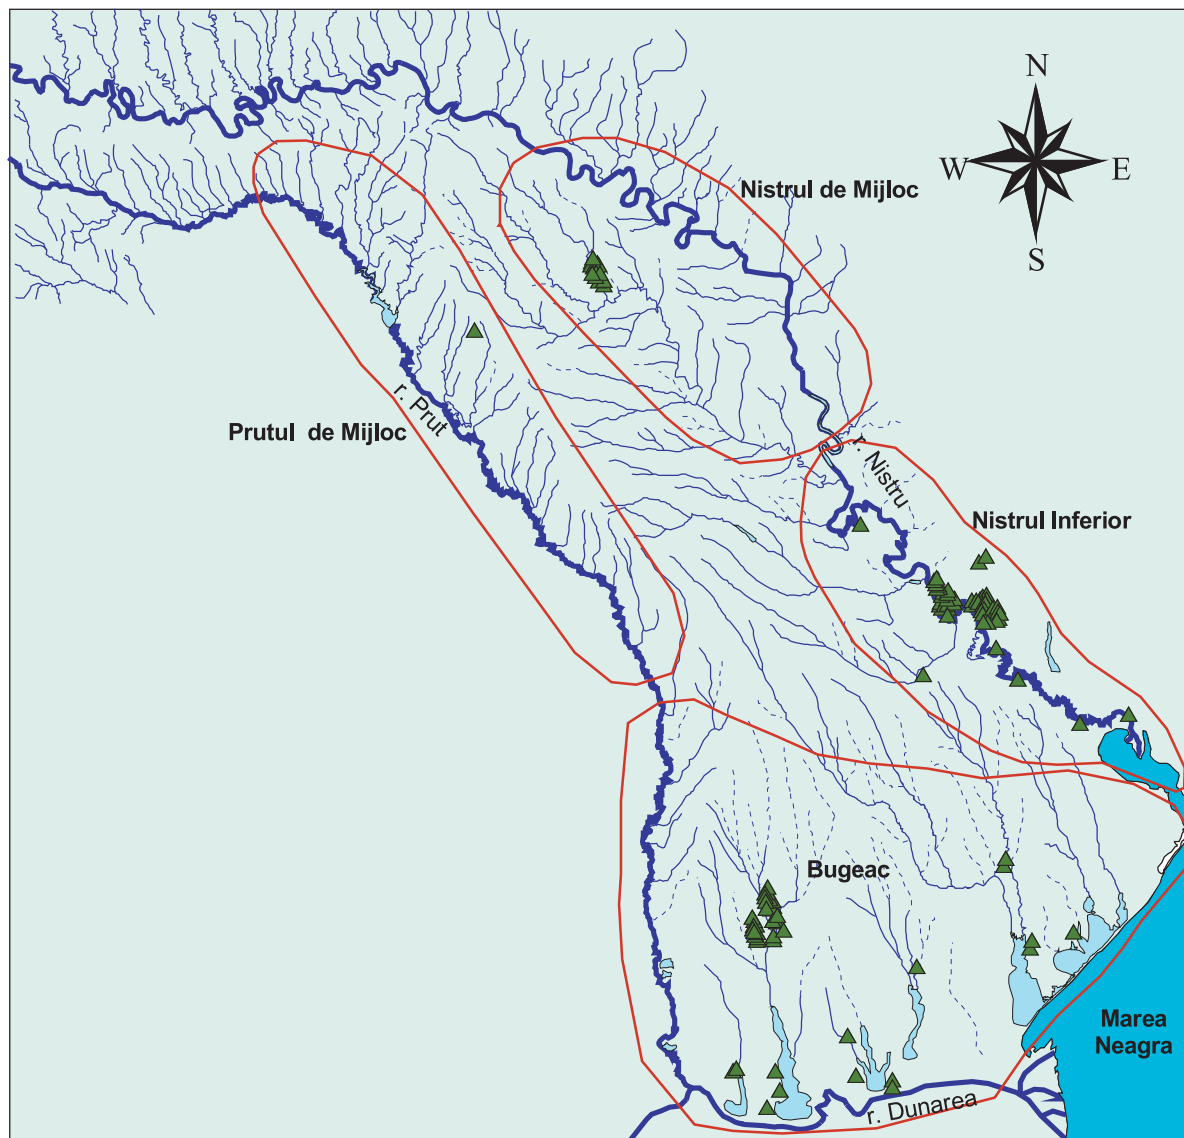 N
W
E
S
Nistrul de Mijloc
r. Prut
Prutul de Mijloc
r. Nistru
Nistrul Inferior
Bugeac
Marea
Neagra
r. Dunarea